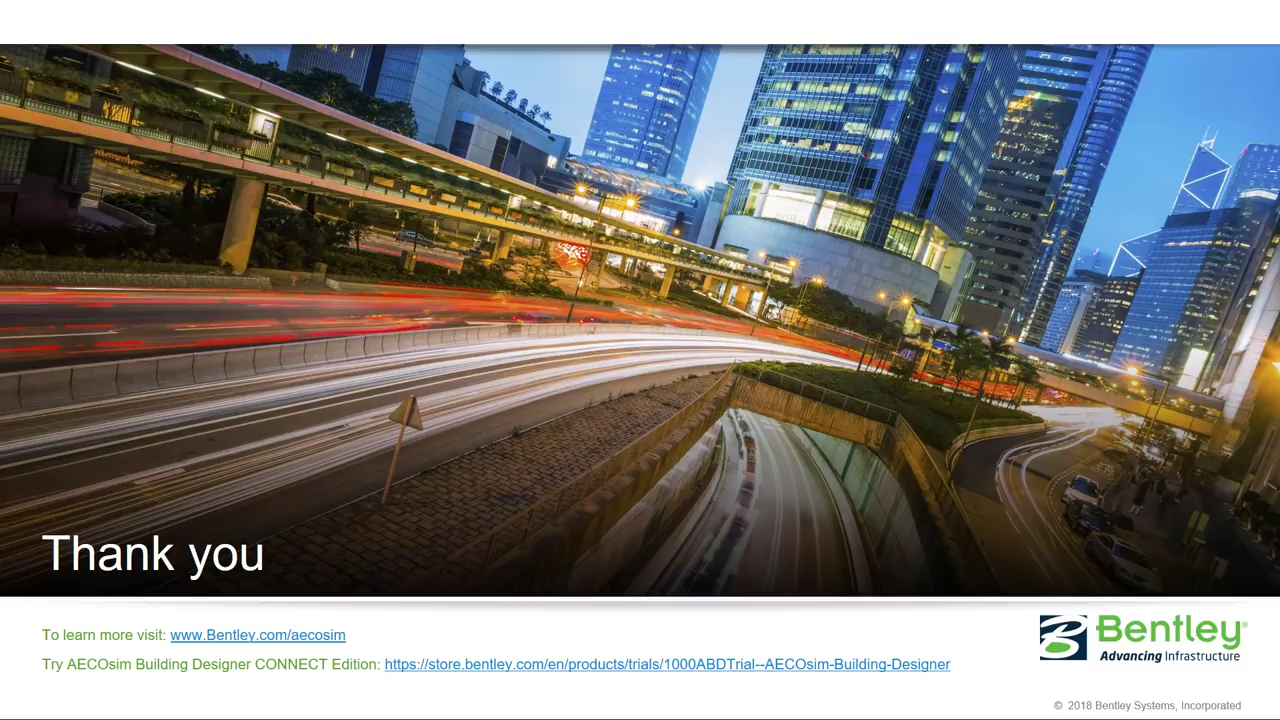 Thank you
To learn more visit: www.Bentley.com/aecosim
Try AECOsim Building Designer CONNECT Edition: https://store.bentley.com/en/products/trials/1000ABDTrial--AECOsim-Building-Designer
Bentley®
Advancing Infrastructure
© 2018 Bentley Systems, Incorporated